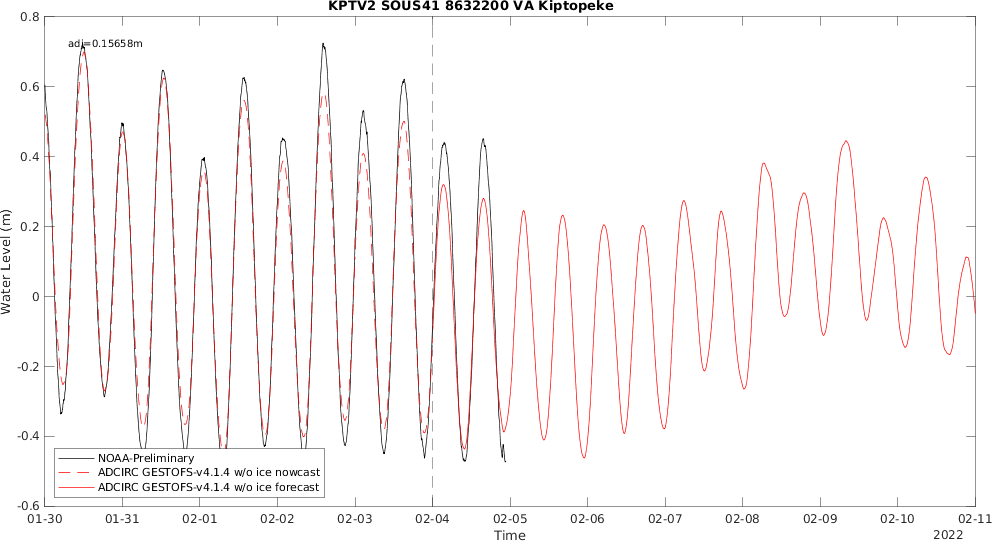 KPTV2 SOUS41 8632200 VA Kiptopeke
adj=0.15658m
0.8
0.6
0.4
0.2
0
-0.2
-0.4
-0.6
Water Level (m)
NOAA-Preliminary
ADCIRC GESTOFS-v4.1.4 w/o ice nowcast
ADCIRC GESTOFS-v4.1.4 w/o ice forecast
01-30 01-31 02-01 02-02 02-03 02-04 02-05 02-06 02-07 02-08 02-09 02-10 02-11
Time
2022